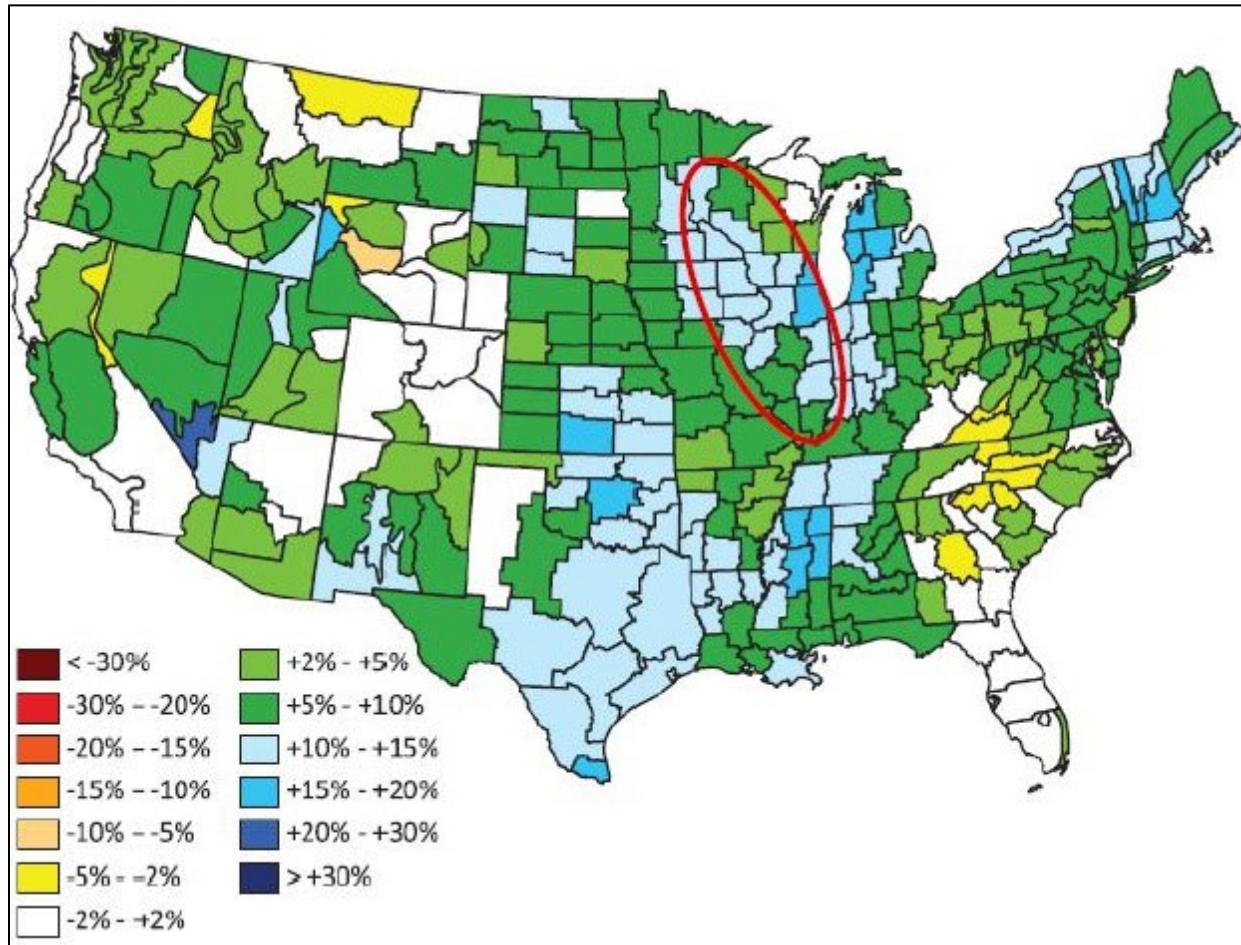 < -30%
-30% – -20%
-20% – -15%
-15% – -10%
-10% – -5%
-5% – -2%
-2% - +2%
+2% - +5%
+5% - +10%
+10% - +15%
+15% - +20%
+20% - +30%
> +30%